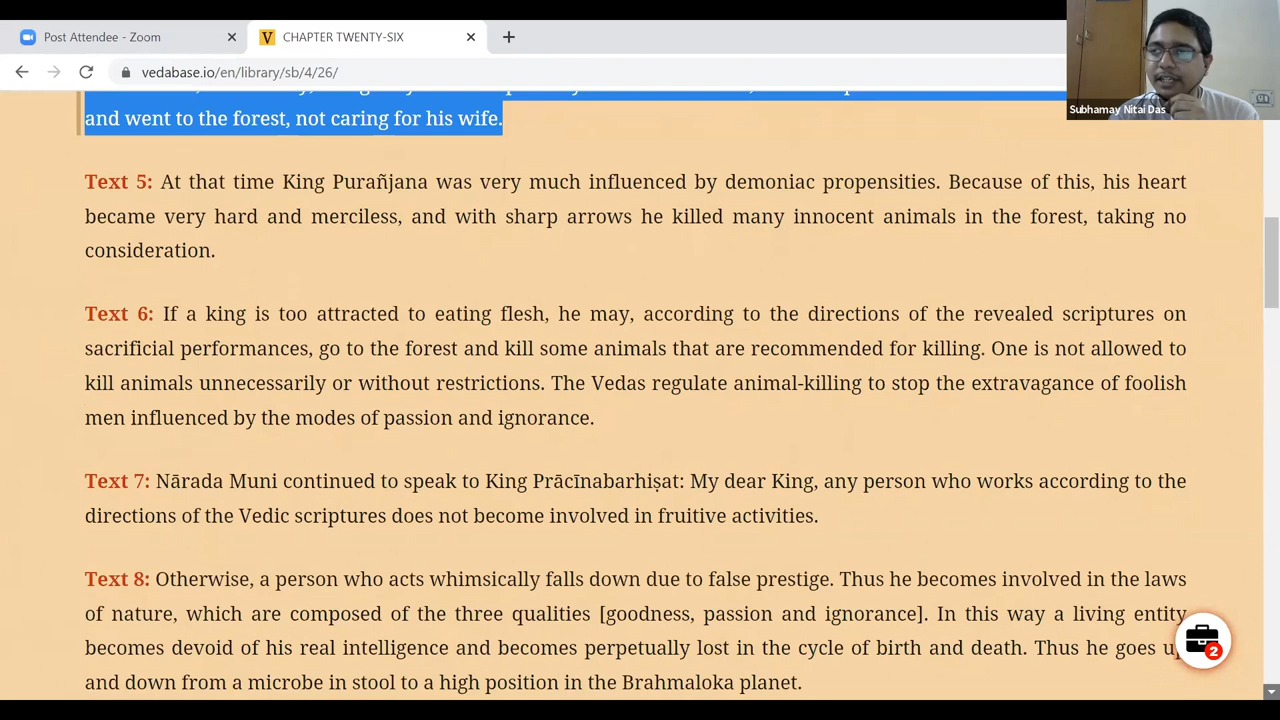 Post Attendee - Zoom
CHAPTER TWENTY-SIX
vedabase.io/en/library/sb/4/26/
Subhamay Nitai Das
and went to the forest, not caring for his wife.
Text 5: At that time King Purañjana was very much influenced by demoniac propensities. Because of this, his heart
became very hard and merciless, and with sharp arrows he killed many innocent animals in the forest, taking no
consideration.
Text 6: If a king is too attracted to eating flesh, he may, according to the directions of the revealed scriptures on
sacrificial performances, go to the forest and kill some animals that are recommended for killing. One is not allowed to
kill animals unnecessarily or without restrictions. The Vedas regulate animal-killing to stop the extravagance of foolish
men influenced by the modes of passion and ignorance.
Text 7: Nārada Muni continued to speak to King Prācīnabarhiṣat: My dear King, any person who works according to the
directions of the Vedic scriptures does not become involved in fruitive activities.
Text 8: Otherwise, a person who acts whimsically falls down due to false prestige. Thus he becomes involved in the laws
of nature, which are composed of the three qualities [goodness, passion and ignorance]. In this way a living entity
becomes devoid of his real intelligence and becomes perpetually lost in the cycle of birth and death. Thus he goes up
and down from a microbe in stool to a high position in the Brahmaloka planet.
2